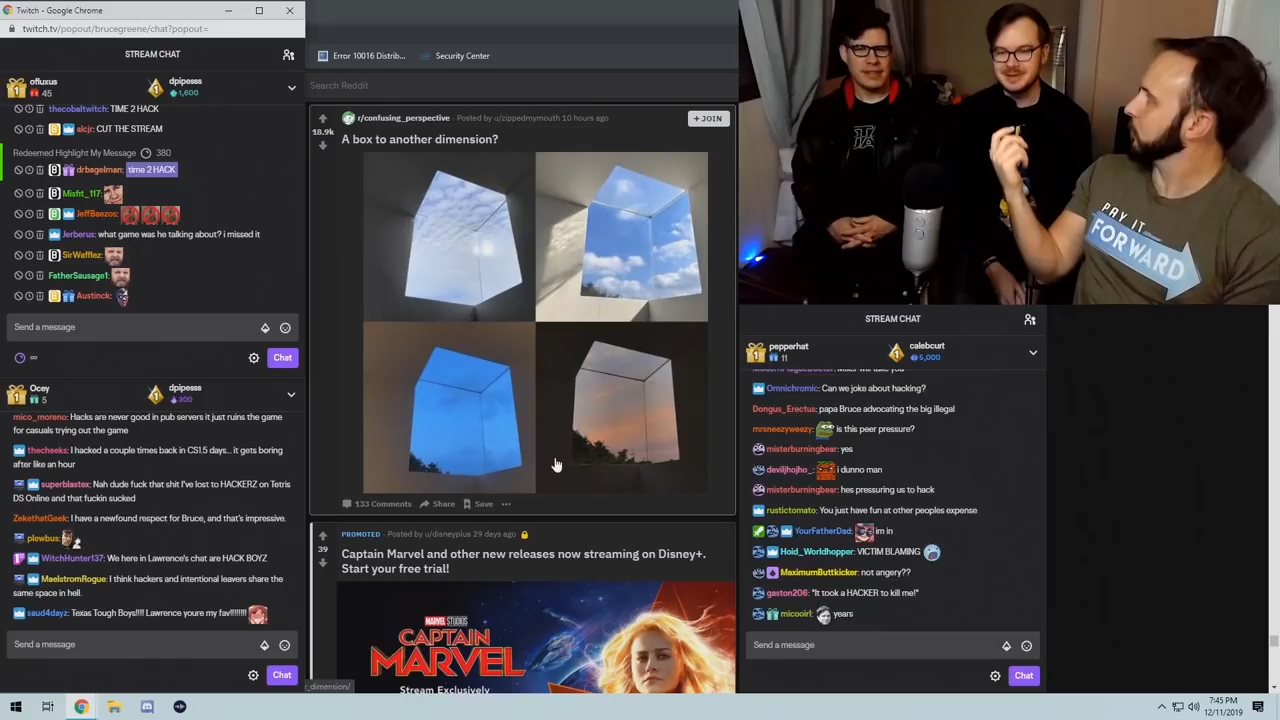 Twitch - Google Chrome
twitch.tv/popout/brucegreene/chat?popout=
STREAM CHAT
ofluxus
45
dpipesss
1,600
thecobaltwitch: TIME 2 HACK
alcjr: CUT THE STREAM
Redeemed Highlight My Message 380
drbagelman: time 2 HACK
Misfit_117:
JeffBaezos:
Jerberus: what game was he talking about? i missed it
SirWafflez:
FatherSausage1:
Austinck:
Send a message
∞
Chat
Ocey
5
dpipesss
300
mico_moreno: Hacks are never good in pub servers it just ruins the game
for casuals trying out the game
thecheeks: I hacked a couple times back in CS1.5 days... it gets boring
after like an hour
superblastex: Nah dude fuck that shit I've lost to HACKERZ on Tetris
DS Online and that fuckin sucked
ZekethatGeek: I have a newfound respect for Bruce, and that's impressive.
plewbus:
WitchHunter137: We here in Lawrence's chat are HACK BOYZ
MaelstromRogue: I think hackers and intentional leavers share the
same space in hell.
saud4dayz: Texas Tough Boys!!!! Lawrence youre my fav!!!!!!!!
Send a message
Chat
Error 10016 Distrib...
Security Center
Search Reddit
18.9k
r/confusing_perspective · Posted by u/zippedmymouth 10 hours ago
+ JOIN
A box to another dimension?
133 Comments
Share
Save
39
PROMOTED · Posted by u/disneyplus 29 days ago
Captain Marvel and other new releases now streaming on Disney+.
Start your free trial!
MARVEL STUDIOS
CAPTAIN
MARVEL
Stream Exclusively
r_dimension/
PAY IT
FORWARD
STREAM CHAT
pepperhat
11
calebcurt
5,000
Omnichromic: Can we joke about hacking?
Dongus_Erectus: papa Bruce advocating the big illegal
mrsneezyweezy: is this peer pressure?
misterburningbear: yes
deviljhojho_: i dunno man
misterburningbear: hes pressuring us to hack
rustictomato: You just have fun at other peoples expense
YourFatherDad: im in
Hoid_Worldhopper: VICTIM BLAMING
MaximumButtkicker: not angery??
gaston206: "It took a HACKER to kill me!"
micooirl: years
Send a message
Chat
7:45 PM
12/11/2019